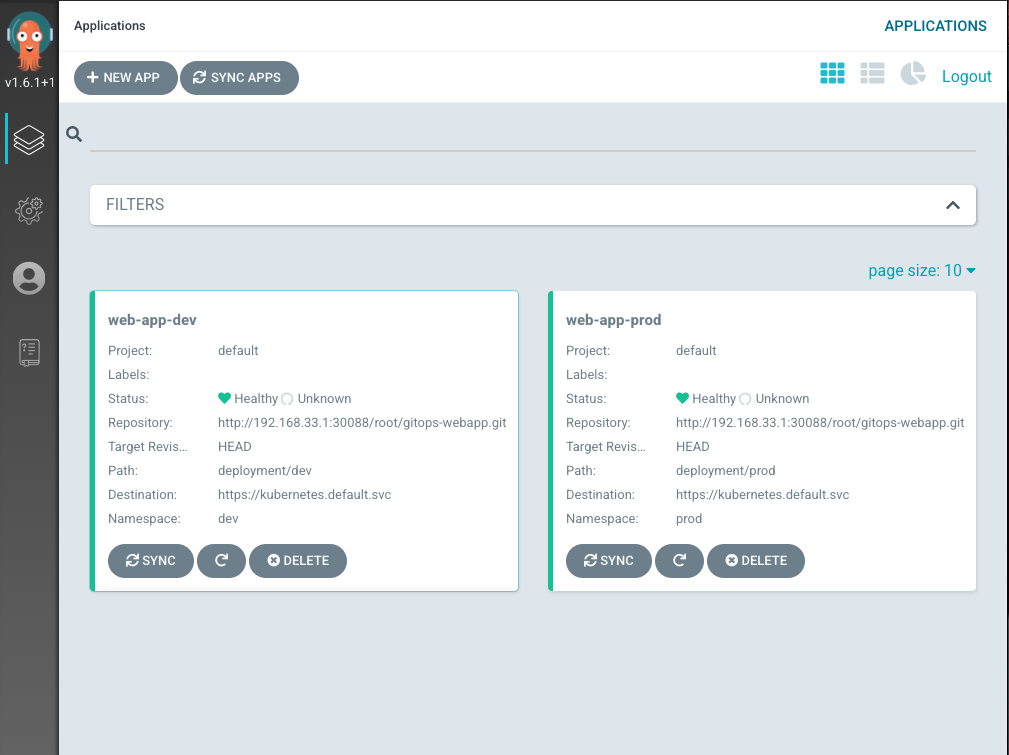 Applications
APPLICATIONS
v1.6.1+1
NEW APP
SYNC APPS
Logout
FILTERS
page size: 10
web-app-dev
Project: default
Labels:
Status: Healthy Unknown
Repository: http://192.168.33.1:30088/root/gitops-webapp.git
Target Revis... HEAD
Path: deployment/dev
Destination: https://kubernetes.default.svc
Namespace: dev
SYNC
DELETE
web-app-prod
Project: default
Labels:
Status: Healthy Unknown
Repository: http://192.168.33.1:30088/root/gitops-webapp.git
Target Revis... HEAD
Path: deployment/prod
Destination: https://kubernetes.default.svc
Namespace: prod
SYNC
DELETE